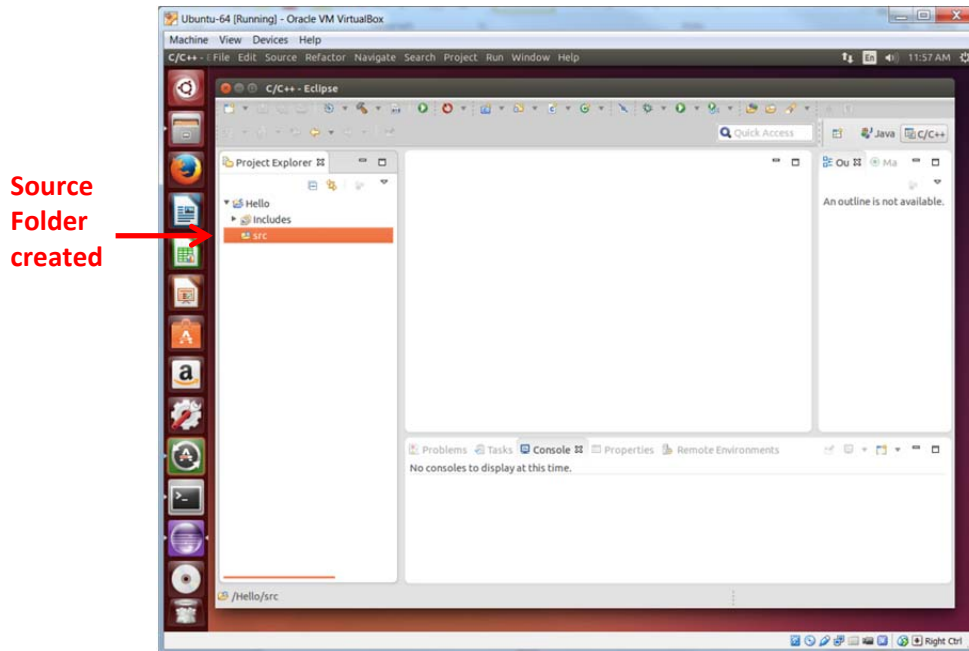 Ubuntu-64 [Running] - Oracle VM VirtualBox
Machine View Devices Help
C/C++ - E File Edit Source Refactor Navigate Search Project Run Window Help
En
11:57 AM
C/C++ - Eclipse
Quick Access
Java
C/C++
Project Explorer
Ou
Ma
Source
Folder
created
Hello
Includes
src
An outline is not available.
a
Problems Tasks Console Properties Remote Environments
No consoles to display at this time.
/Hello/src
Right Ctrl